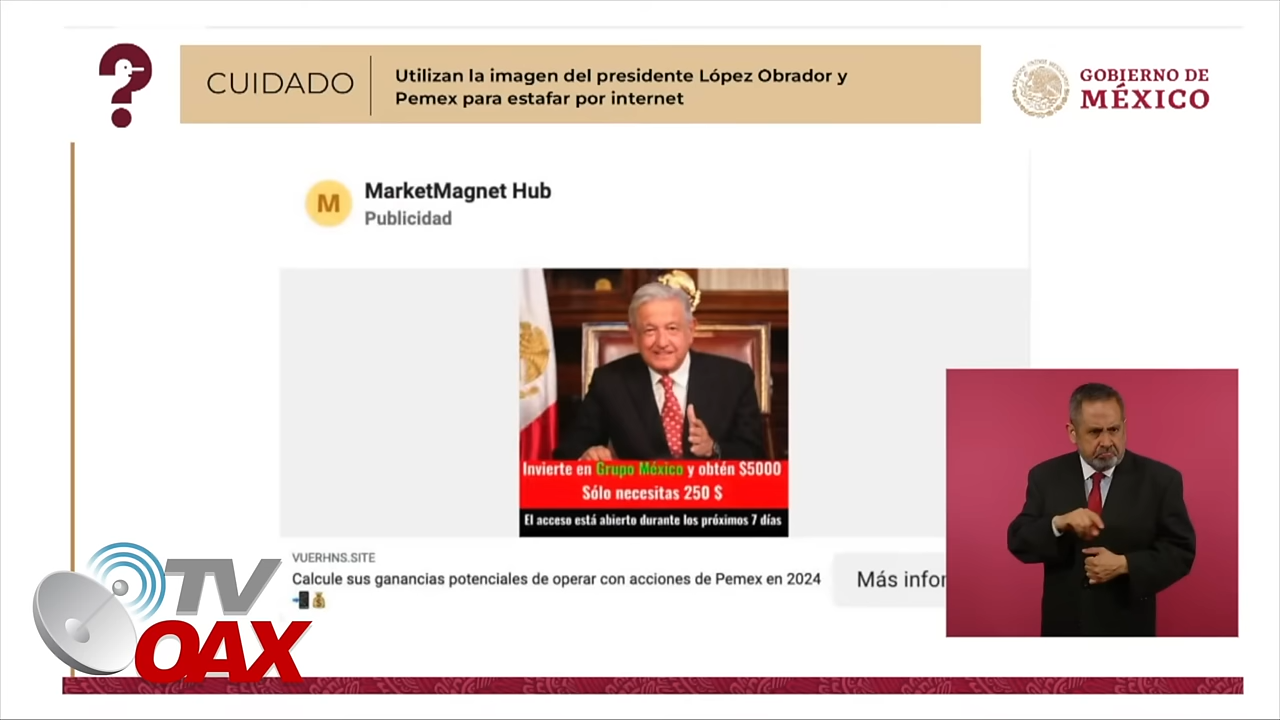 CUIDADO
Utilizan la imagen del presidente López Obrador y
Pemex para estafar por internet
GOBIERNO DE
MÉXICO
M
MarketMagnet Hub
Publicidad
Invierte en Grupo México y obtén $5000
Sólo necesitas 250 $
El acceso está abierto durante los próximos 7 días
VUERHNS.SITE
Calcule sus ganancias potenciales de operar con acciones de Pemex en 2024
Más infor
TV
OAX